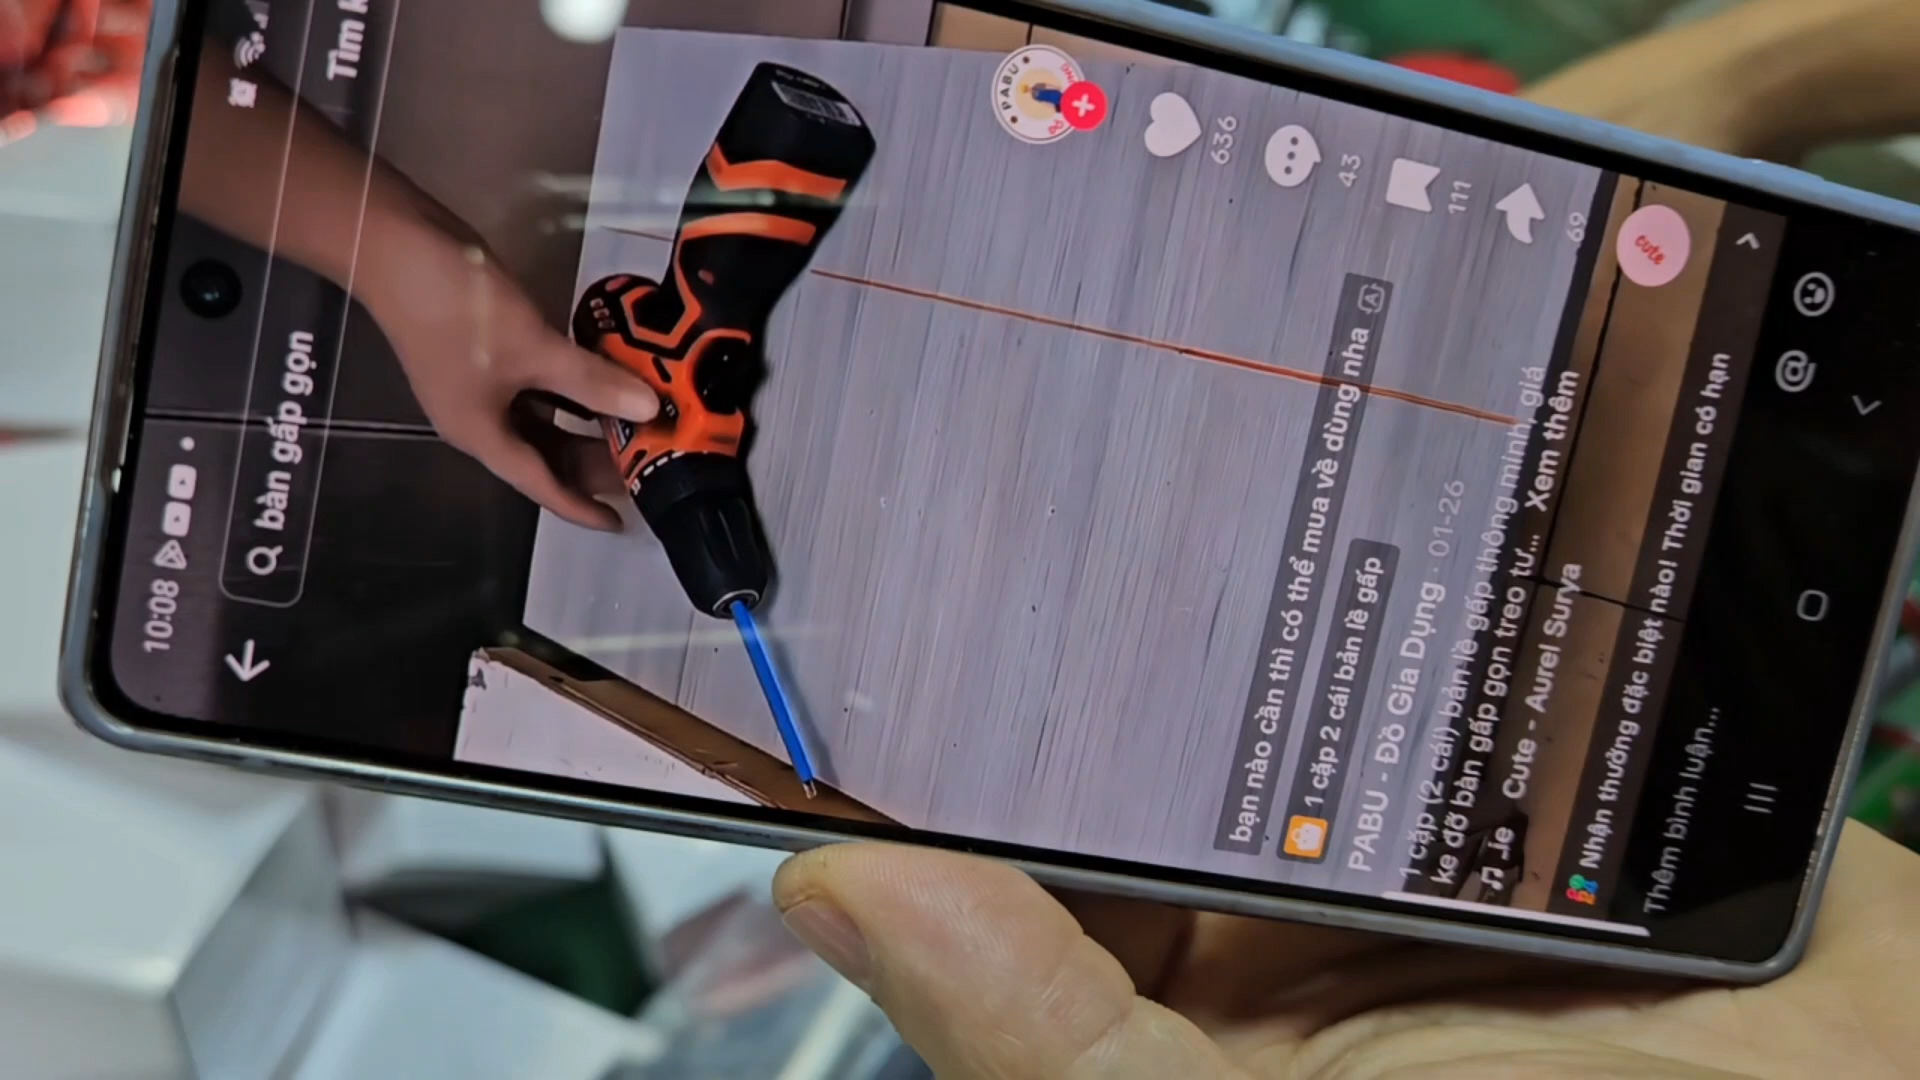 10:08
bàn gấp gọn
Tìm k
PABU
636
43
111
69
cute
bạn nào cần thì có thể mua về dùng nha
1 cặp 2 cái bản lề gấp
PABU - Đồ Gia Dụng · 01-26
1 cặp (2 cái) bản lề gấp thông minh, giá
ke đỡ bàn gấp gọn treo tư... Xem thêm
ie Cute - Aurel Surya
Nhận thưởng đặc biệt nào! Thời gian có hạn
Thêm bình luận...